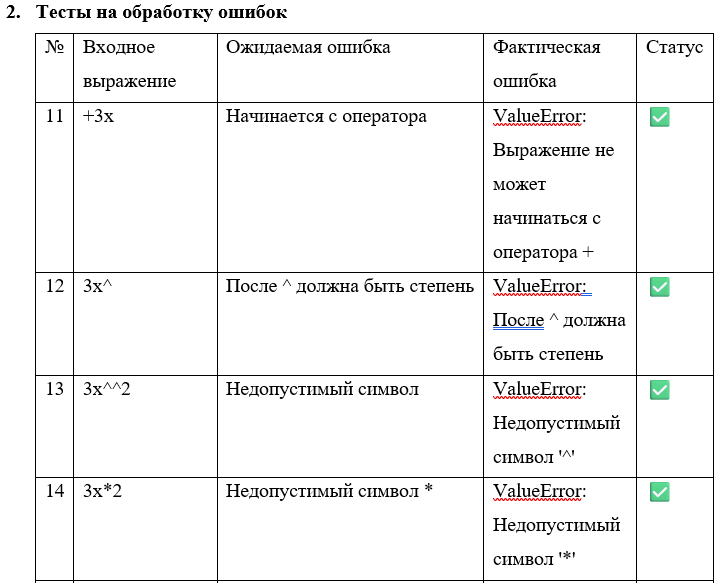 2. Тесты на обработку ошибок
№ Входное выражение Ожидаемая ошибка Фактическая ошибка Статус
11 +3x Начинается с оператора ValueError:
Выражение не
может
начинаться с
оператора + ✅
12 3x^ После ^ должна быть степень ValueError:
После ^ должна
быть степень ✅
13 3x^^2 Недопустимый символ ValueError:
Недопустимый
символ '^' ✅
14 3x*2 Недопустимый символ * ValueError:
Недопустимый
символ '*' ✅